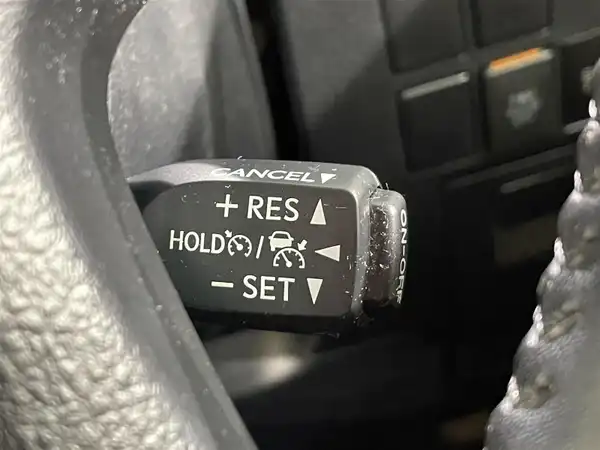 CANCEL▼
+ RES ▲
HOLD / ◀
− SET ▼
ON-OFF